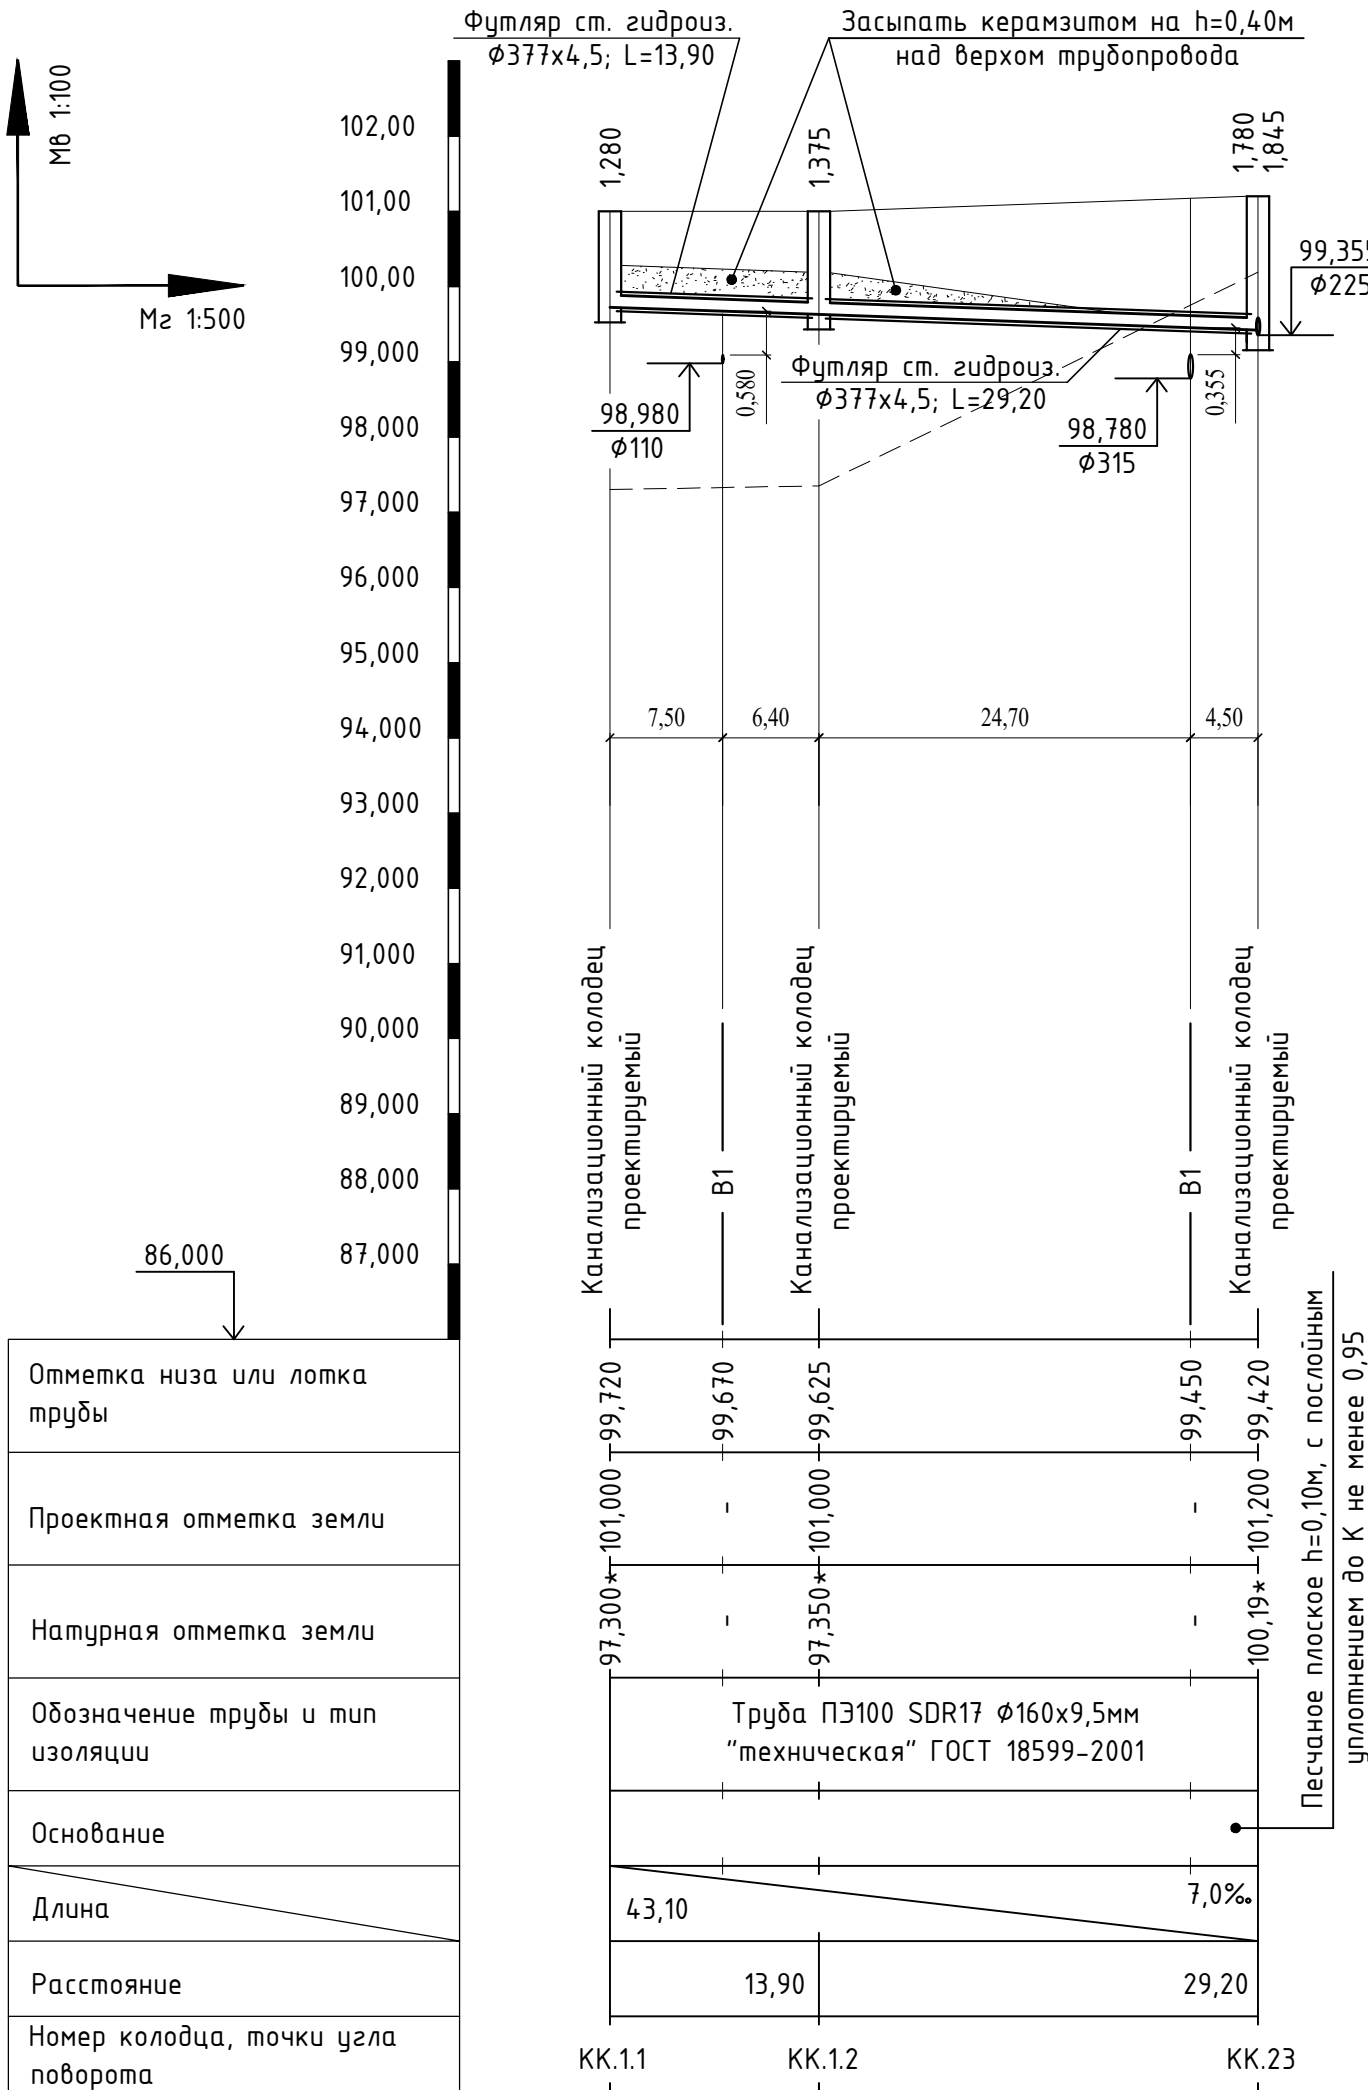 Футляр ст. гидроиз.
Ф377х4,5; L=13,90
Засыпать керамзитом на h=0,40м
над верхом трубопровода
Мв 1:100
Мг 1:500
102,00
101,00
100,00
99,000
98,000
97,000
96,000
95,000
94,000
93,000
92,000
91,000
90,000
89,000
88,000
87,000
86,000
1,280
1,375
1,780
1,845
99,355
Ф225
98,980
Ф110
0,580
Футляр ст. гидроиз.
Ф377х4,5; L=29,20
98,780
Ф315
0,355
7,50
6,40
24,70
4,50
Канализационный колодец
проектируемый
В1
Канализационный колодец
проектируемый
В1
Канализационный колодец
проектируемый
Отметка низа или лотка
трубы
99,720
99,670
99,625
99,450
99,420
Проектная отметка земли
101,000
-
101,000
-
101,200
Натурная отметка земли
97,300*
-
97,350*
-
100,19*
Обозначение трубы и тип
изоляции
Труба ПЭ100 SDR17 Ф160х9,5мм
"техническая" ГОСТ 18599-2001
Основание
Песчаное плоское h=0,10м, с послойным
уплотнением до К не менее 0,95
Длина
43,10
7,0‰
Расстояние
13,90
29,20
Номер колодца, точки угла
поворота
КК.1.1
КК.1.2
КК.23